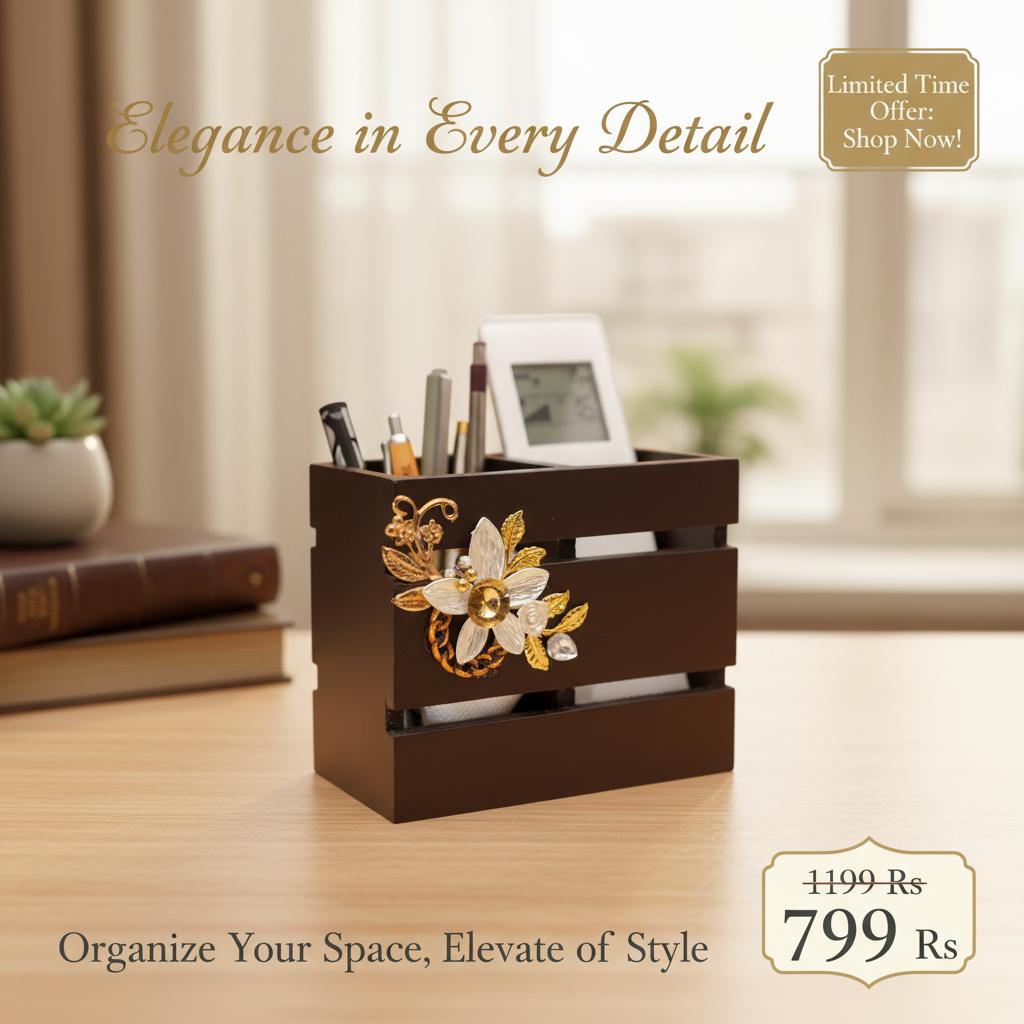 Elegance in Every Detail
Limited Time
Offer:
Shop Now!
1199 Rs
799 Rs
Organize Your Space, Elevate of Style